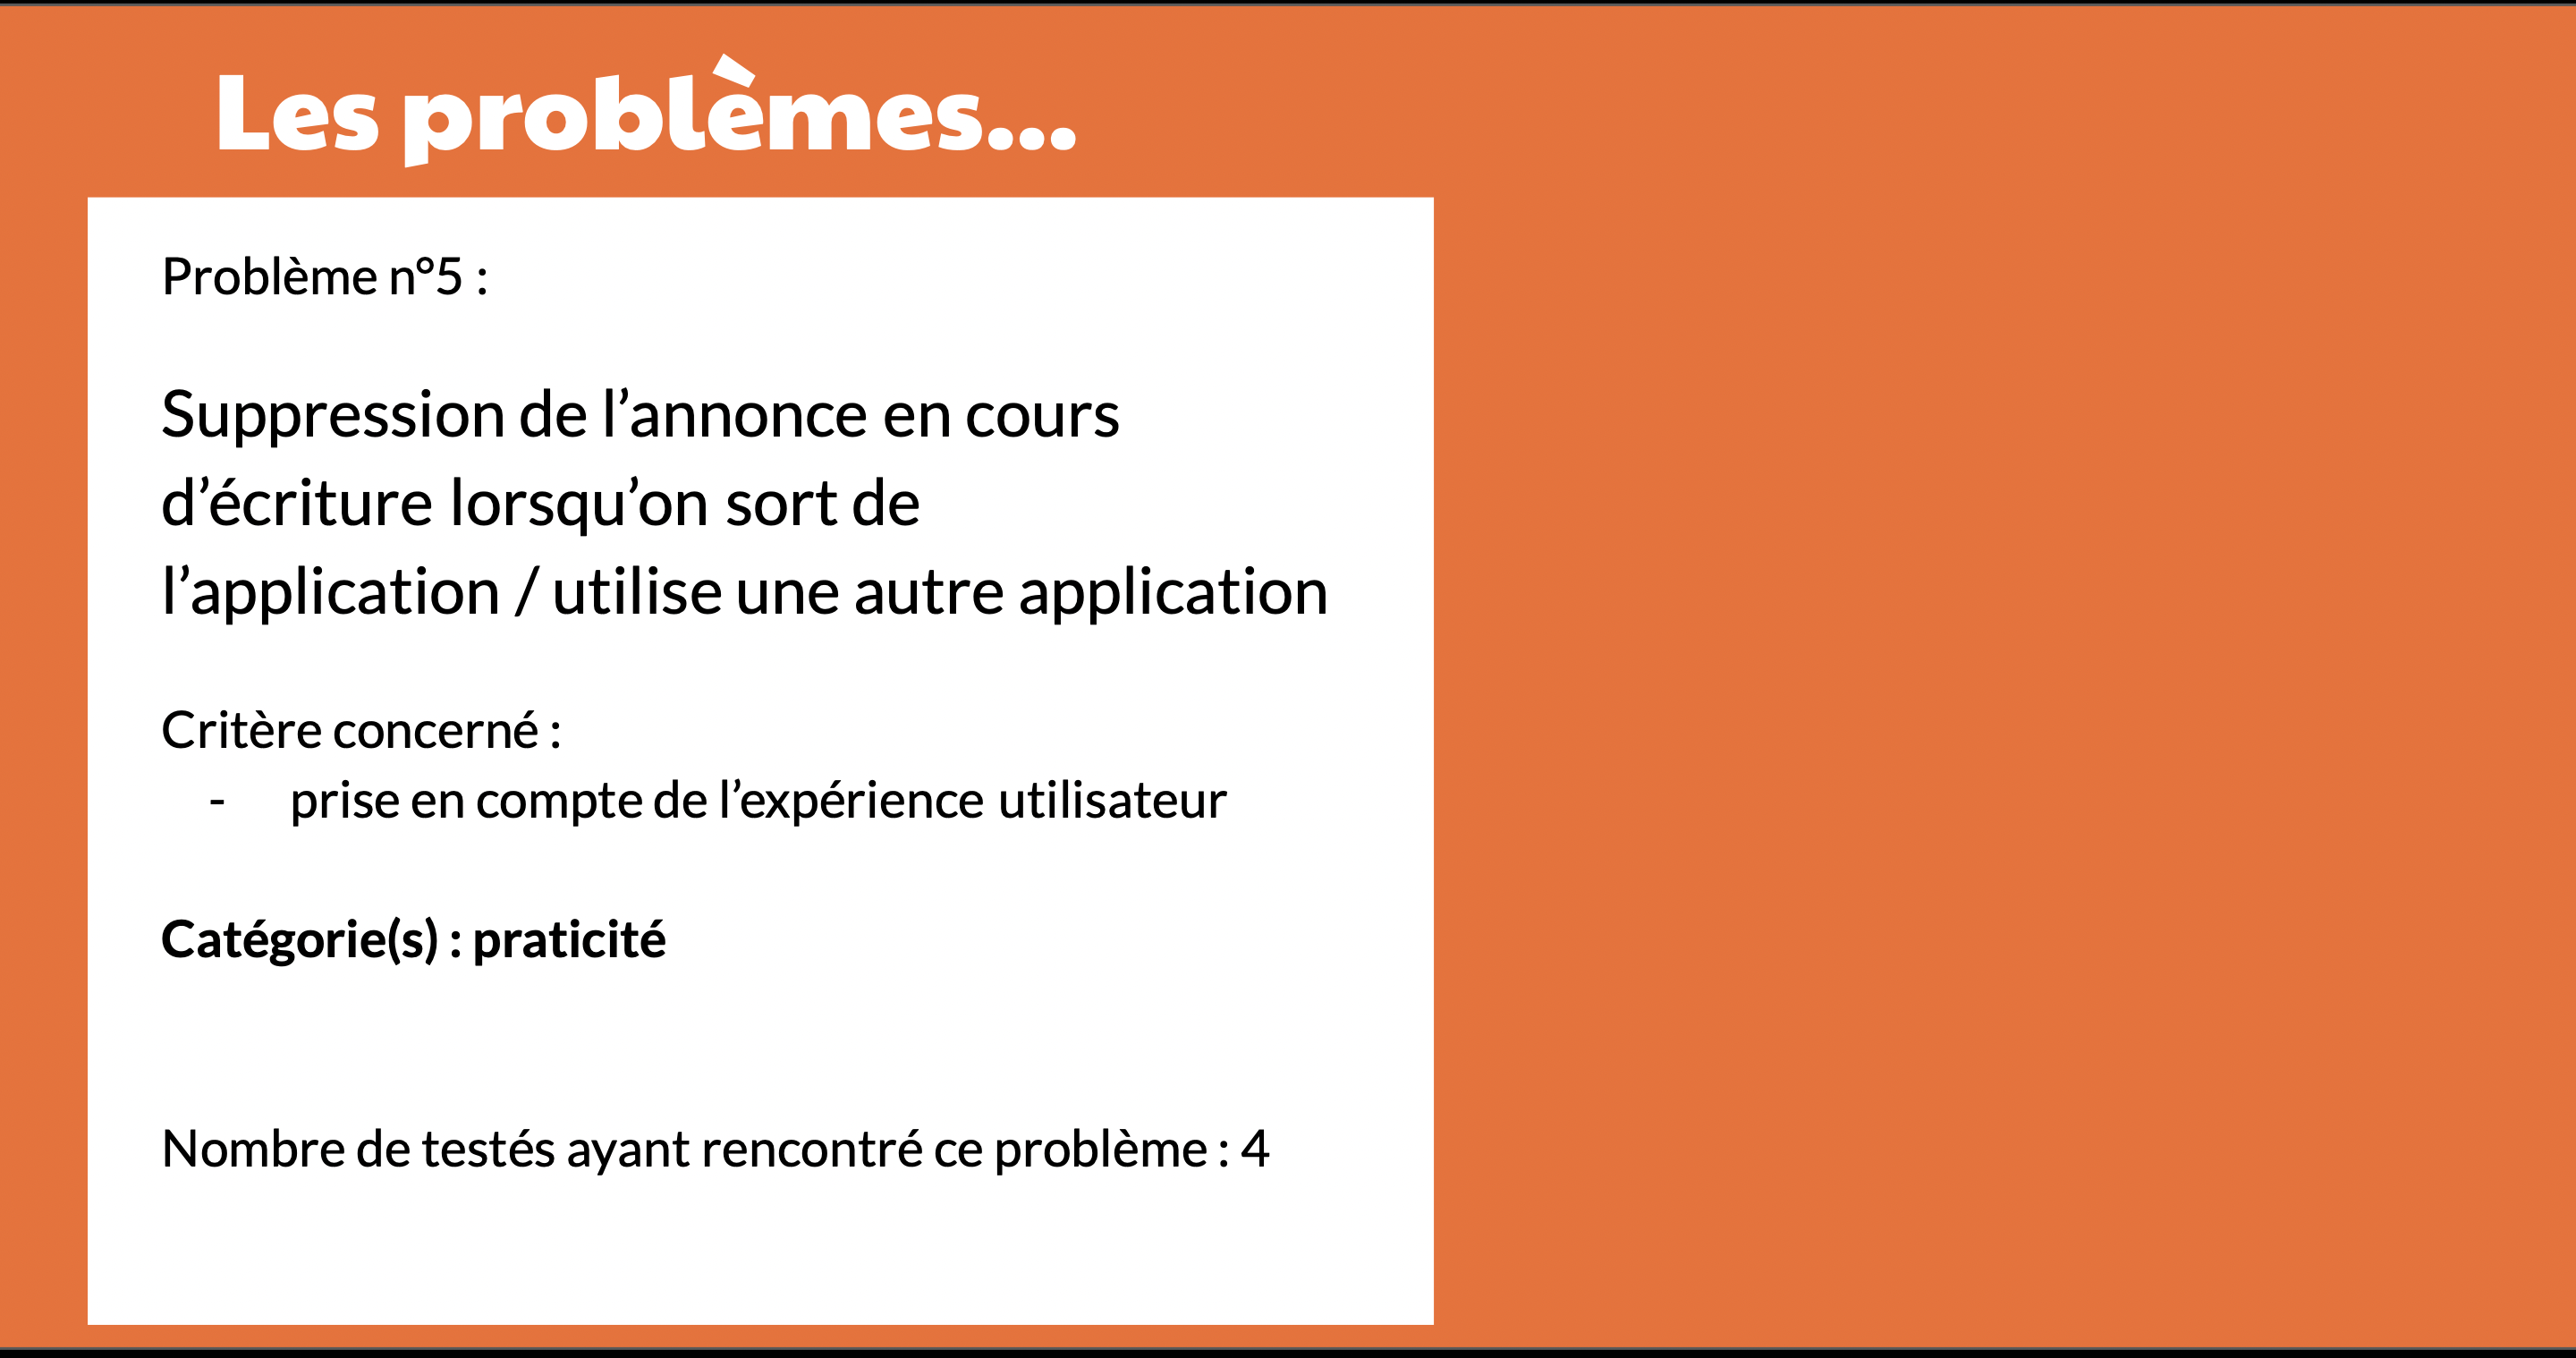 Les problèmes...
Problème n°5 :
Suppression de l’annonce en cours
d’écriture lorsqu’on sort de
l’application / utilise une autre application
Critère concerné :
- prise en compte de l’expérience utilisateur
Catégorie(s) : praticité
Nombre de testés ayant rencontré ce problème : 4